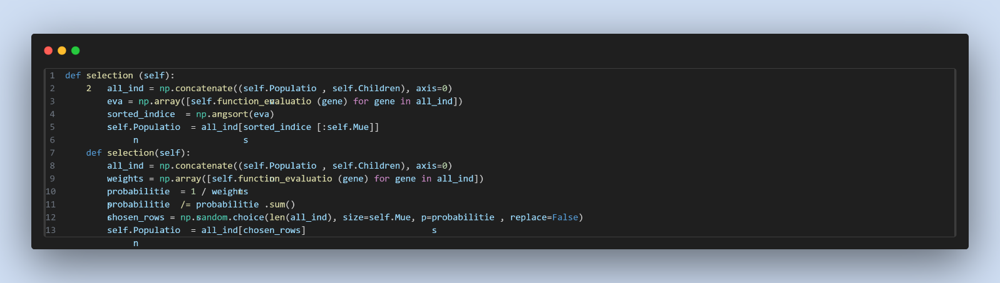 1 def selection (self):
2 2 all_ind = np.concatenate((self.Populatio , self.Children), axis=0)
3 eva = np.array([self.function_evaluatio (gene) for gene in all_ind])
4 sorted_indice = np.angsort(eva)
5 self.Populatio = all_ind[sorted_indice [:self.Mue]]
6 n s
7 def selection(self):
8 all_ind = np.concatenate((self.Populatio , self.Children), axis=0)
9 weights = np.array([self.function_evaluatio (gene) for gene in all_ind])
10 probabilitie = 1 / weights
11 probabilitie /= probabilitie .sum()
12 chosen_rows = np.random.choice(len(all_ind), size=self.Mue, p=probabilitie , replace=False)
13 self.Populatio = all_ind[chosen_rows] s
n